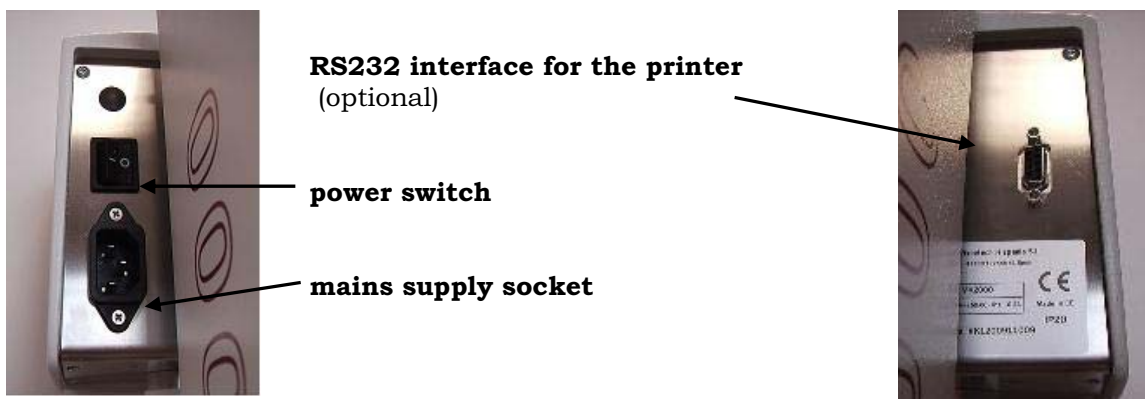 RS232 interface for the printer
(optional)
power switch
mains supply socket
CE
IP20